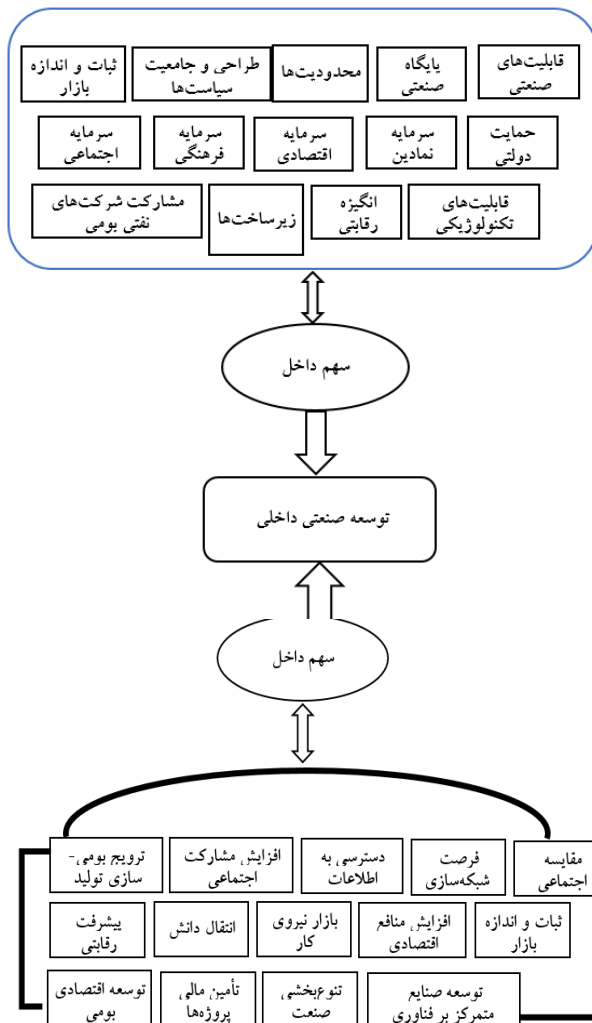 قابلیت‌های
صنعتی
پایگاه
صنعتی
محدودیت‌ها
طراحی و جامعیت
سیاست‌ها
ثبات و اندازه
بازار
حمایت
دولتی
سرمایه
نمادین
سرمایه
اقتصادی
سرمایه
فرهنگی
سرمایه
اجتماعی
قابلیت‌های
تکنولوژیکی
انگیزه
رقابتی
زیرساخت‌ها
مشارکت شرکت‌های
نفتی بومی
سهم داخل
توسعه صنعتی داخلی
سهم داخل
مقایسه
اجتماعی
فرصت
شبکه‌سازی
دسترسی به
اطلاعات
افزایش مشارکت
اجتماعی
ترویج بومی-
سازی تولید
ثبات و اندازه
بازار
افزایش منافع
اقتصادی
بازار نیروی
کار
انتقال دانش
پیشرفت
رقابتی
توسعه صنایع
متمرکز بر فناوری
تنوع‌بخشی
صنعت
تأمین مالی
پروژه‌ها
توسعه اقتصادی
بومی